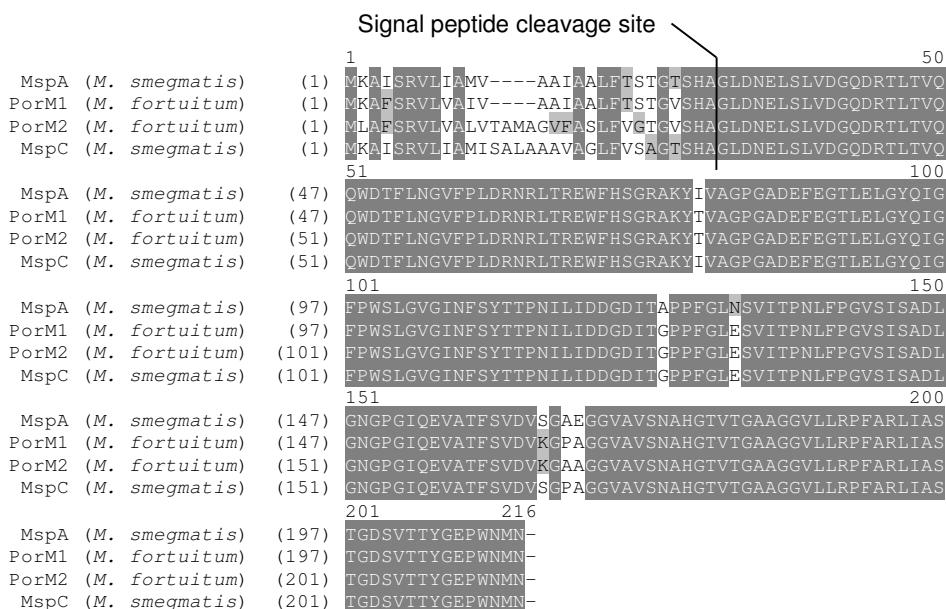 Signal peptide cleavage site
1 50
MspA (M. smegmatis) (1) MKAISRVLIAMV----AAIAALFTSTGTSHAGLDNELSLVDGQDRTLTVQ
PorM1 (M. fortuitum) (1) MKAFSRVLVAIV----AAIAALFTSTGVSHAGLDNELSLVDGQDRTLTVQ
PorM2 (M. fortuitum) (1) MLAFSRVLVALVTAMAGVFASLFVGTGVSHAGLDNELSLVDGQDRTLTVQ
MspC (M. smegmatis) (1) MKAISRVLIAMISALAAAVAGLFVSAGTSHAGLDNELSLVDGQDRTLTVQ
51 100
MspA (M. smegmatis) (47) QWDTFLNGVFPLDRNRLTREWFHSGRAKYIVAGPGADEFEGTLELGYQIG
PorM1 (M. fortuitum) (47) QWDTFLNGVFPLDRNRLTREWFHSGRAKYTVAGPGADEFEGTLELGYQIG
PorM2 (M. fortuitum) (51) QWDTFLNGVFPLDRNRLTREWFHSGRAKYTVAGPGADEFEGTLELGYQIG
MspC (M. smegmatis) (51) QWDTFLNGVFPLDRNRLTREWFHSGRAKYIVAGPGADEFEGTLELGYQIG
101 150
MspA (M. smegmatis) (97) FPWSLGVGINFSYTTPNILIDDGDITAPPFGLNSVITPNLFPGVSISADL
PorM1 (M. fortuitum) (97) FPWSLGVGINFSYTTPNILIDDGDITGPPFGLESVITPNLFPGVSISADL
PorM2 (M. fortuitum) (101) FPWSLGVGINFSYTTPNILIDDGDITGPPFGLESVITPNLFPGVSISADL
MspC (M. smegmatis) (101) FPWSLGVGINFSYTTPNILIDDGDITGPPFGLESVITPNLFPGVSISADL
151 200
MspA (M. smegmatis) (147) GNGPGIQEVATFSVDVSGAEGGVAVSNAHGTVTGAAGGVLLRPFARLIAS
PorM1 (M. fortuitum) (147) GNGPGIQEVATFSVDVKGPAGGVAVSNAHGTVTGAAGGVLLRPFARLIAS
PorM2 (M. fortuitum) (151) GNGPGIQEVATFSVDVKGAAGGVAVSNAHGTVTGAAGGVLLRPFARLIAS
MspC (M. smegmatis) (151) GNGPGIQEVATFSVDVSGPAGGVAVSNAHGTVTGAAGGVLLRPFARLIAS
201 216
MspA (M. smegmatis) (197) TGDSVTTYGEPWNMN-
PorM1 (M. fortuitum) (197) TGDSVTTYGEPWNMN-
PorM2 (M. fortuitum) (201) TGDSVTTYGEPWNMN-
MspC (M. smegmatis) (201) TGDSVTTYGEPWNMN-